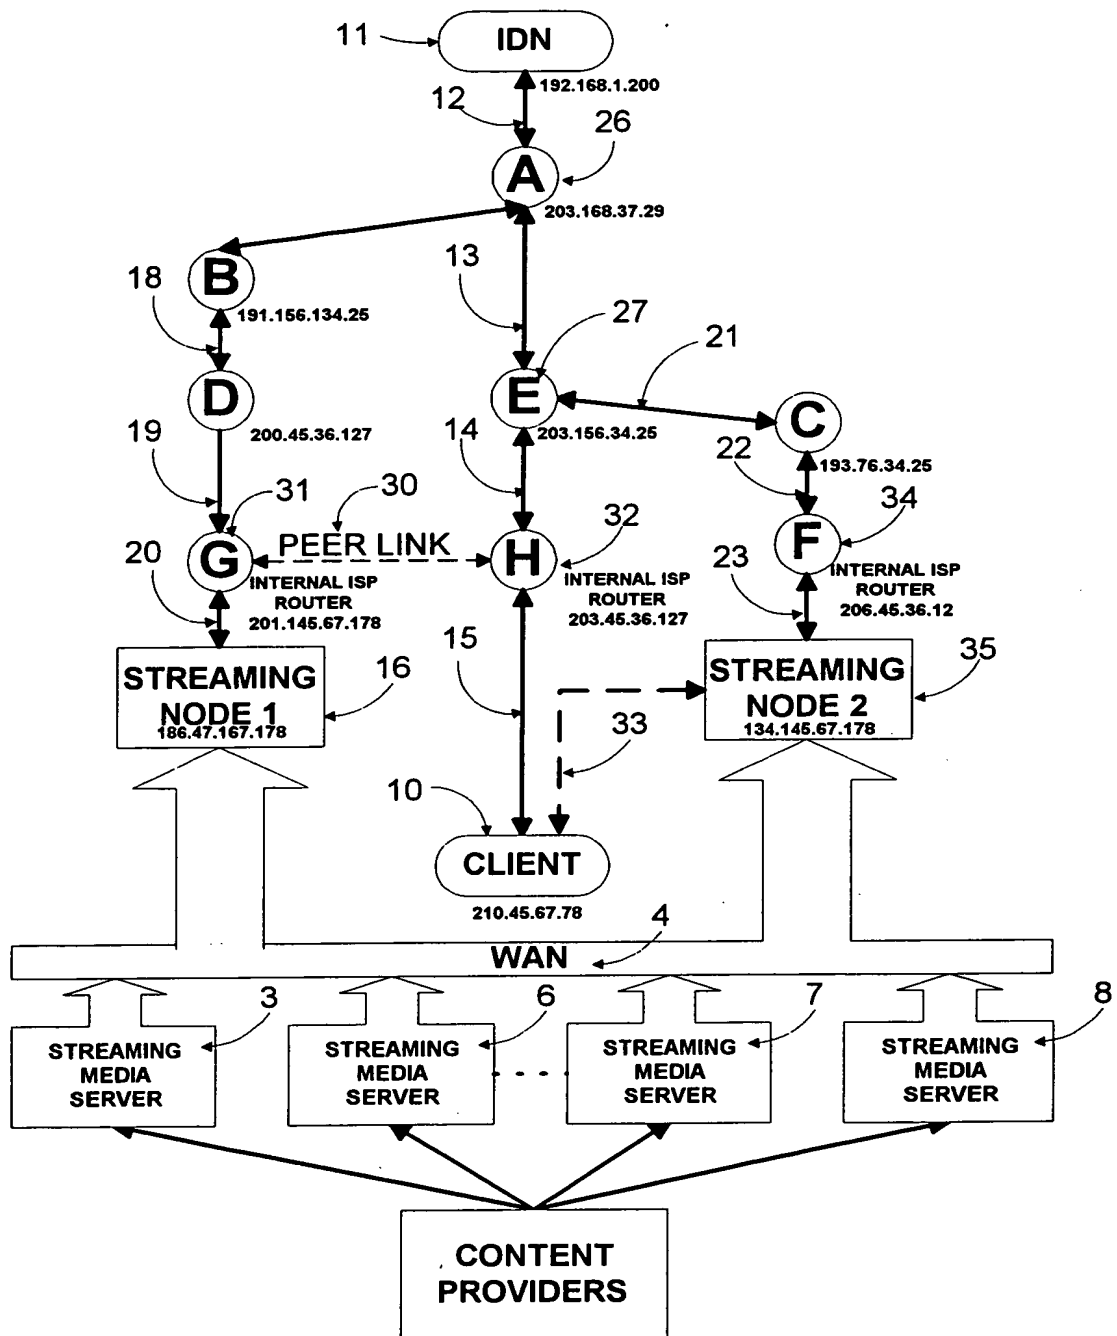 11
IDN
192.168.1.200
12
26
A
203.168.37.29
18
B
191.156.134.25
13
27
21
D
200.45.36.127
E
203.156.34.25
C
193.76.34.25
19
14
22
31
30
32
34
PEER LINK
G
H
F
20
INTERNAL ISP
ROUTER
201.145.67.178
INTERNAL ISP
ROUTER
203.45.36.127
23
INTERNAL ISP
ROUTER
206.45.36.12
15
STREAMING
NODE 1
186.47.167.178
16
STREAMING
NODE 2
134.145.67.178
35
33
10
CLIENT
210.45.67.78
4
WAN
3
6
7
8
STREAMING
MEDIA
SERVER
STREAMING
MEDIA
SERVER
STREAMING
MEDIA
SERVER
STREAMING
MEDIA
SERVER
CONTENT
PROVIDERS